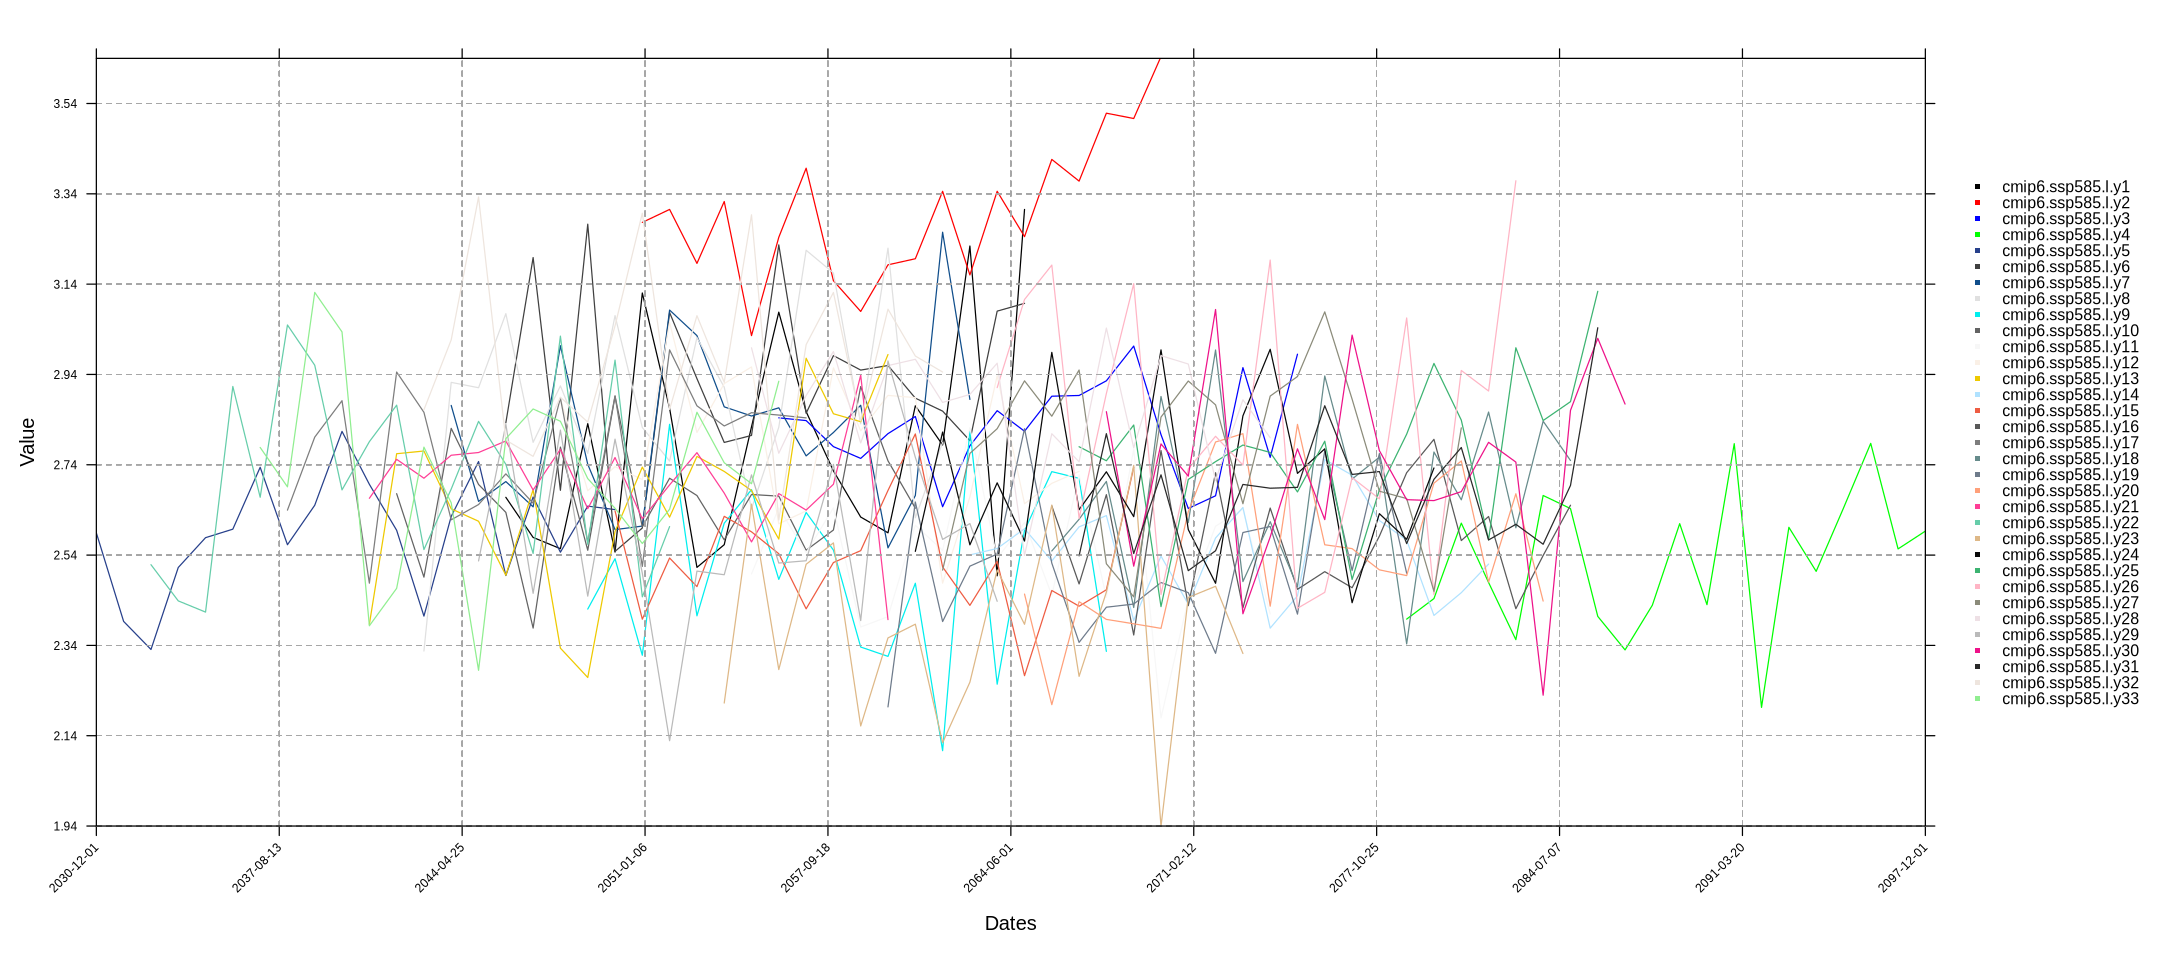 3.54
3.34
3.14
2.94
2.74
2.54
2.34
2.14
1.94
Value
2030-12-01
2037-08-13
2044-04-25
2051-01-06
2057-09-18
2064-06-01
2071-02-12
2077-10-25
2084-07-07
2091-03-20
2097-12-01
Dates
cmip6.ssp585.l.y1
cmip6.ssp585.l.y2
cmip6.ssp585.l.y3
cmip6.ssp585.l.y4
cmip6.ssp585.l.y5
cmip6.ssp585.l.y6
cmip6.ssp585.l.y7
cmip6.ssp585.l.y8
cmip6.ssp585.l.y9
cmip6.ssp585.l.y10
cmip6.ssp585.l.y11
cmip6.ssp585.l.y12
cmip6.ssp585.l.y13
cmip6.ssp585.l.y14
cmip6.ssp585.l.y15
cmip6.ssp585.l.y16
cmip6.ssp585.l.y17
cmip6.ssp585.l.y18
cmip6.ssp585.l.y19
cmip6.ssp585.l.y20
cmip6.ssp585.l.y21
cmip6.ssp585.l.y22
cmip6.ssp585.l.y23
cmip6.ssp585.l.y24
cmip6.ssp585.l.y25
cmip6.ssp585.l.y26
cmip6.ssp585.l.y27
cmip6.ssp585.l.y28
cmip6.ssp585.l.y29
cmip6.ssp585.l.y30
cmip6.ssp585.l.y31
cmip6.ssp585.l.y32
cmip6.ssp585.l.y33